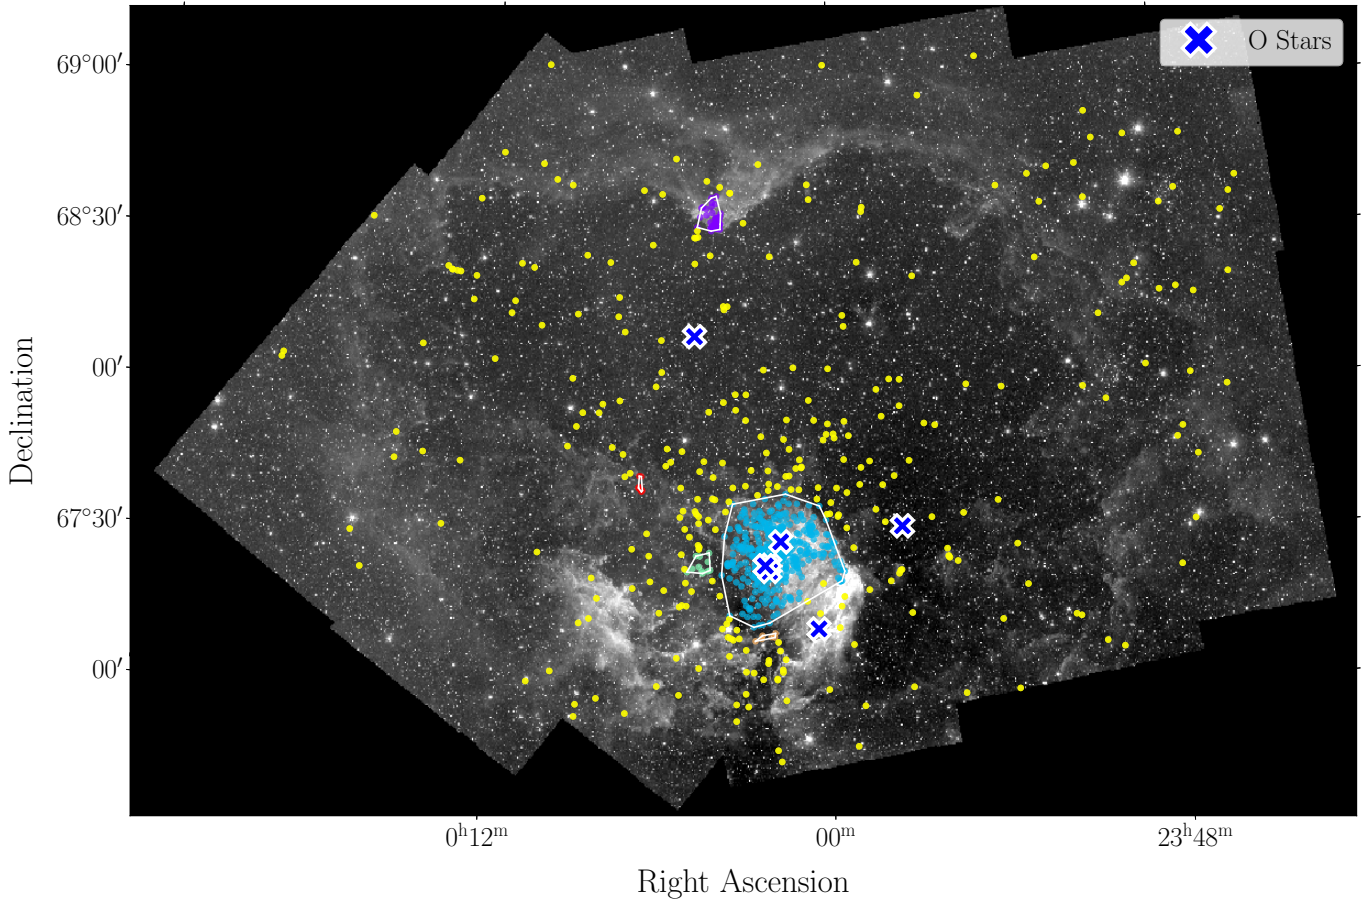 O Stars
69°00′
68°30′
00′
67°30′
00′
Declination
0ʰ12ᵐ
00ᵐ
23ʰ48ᵐ
Right Ascension